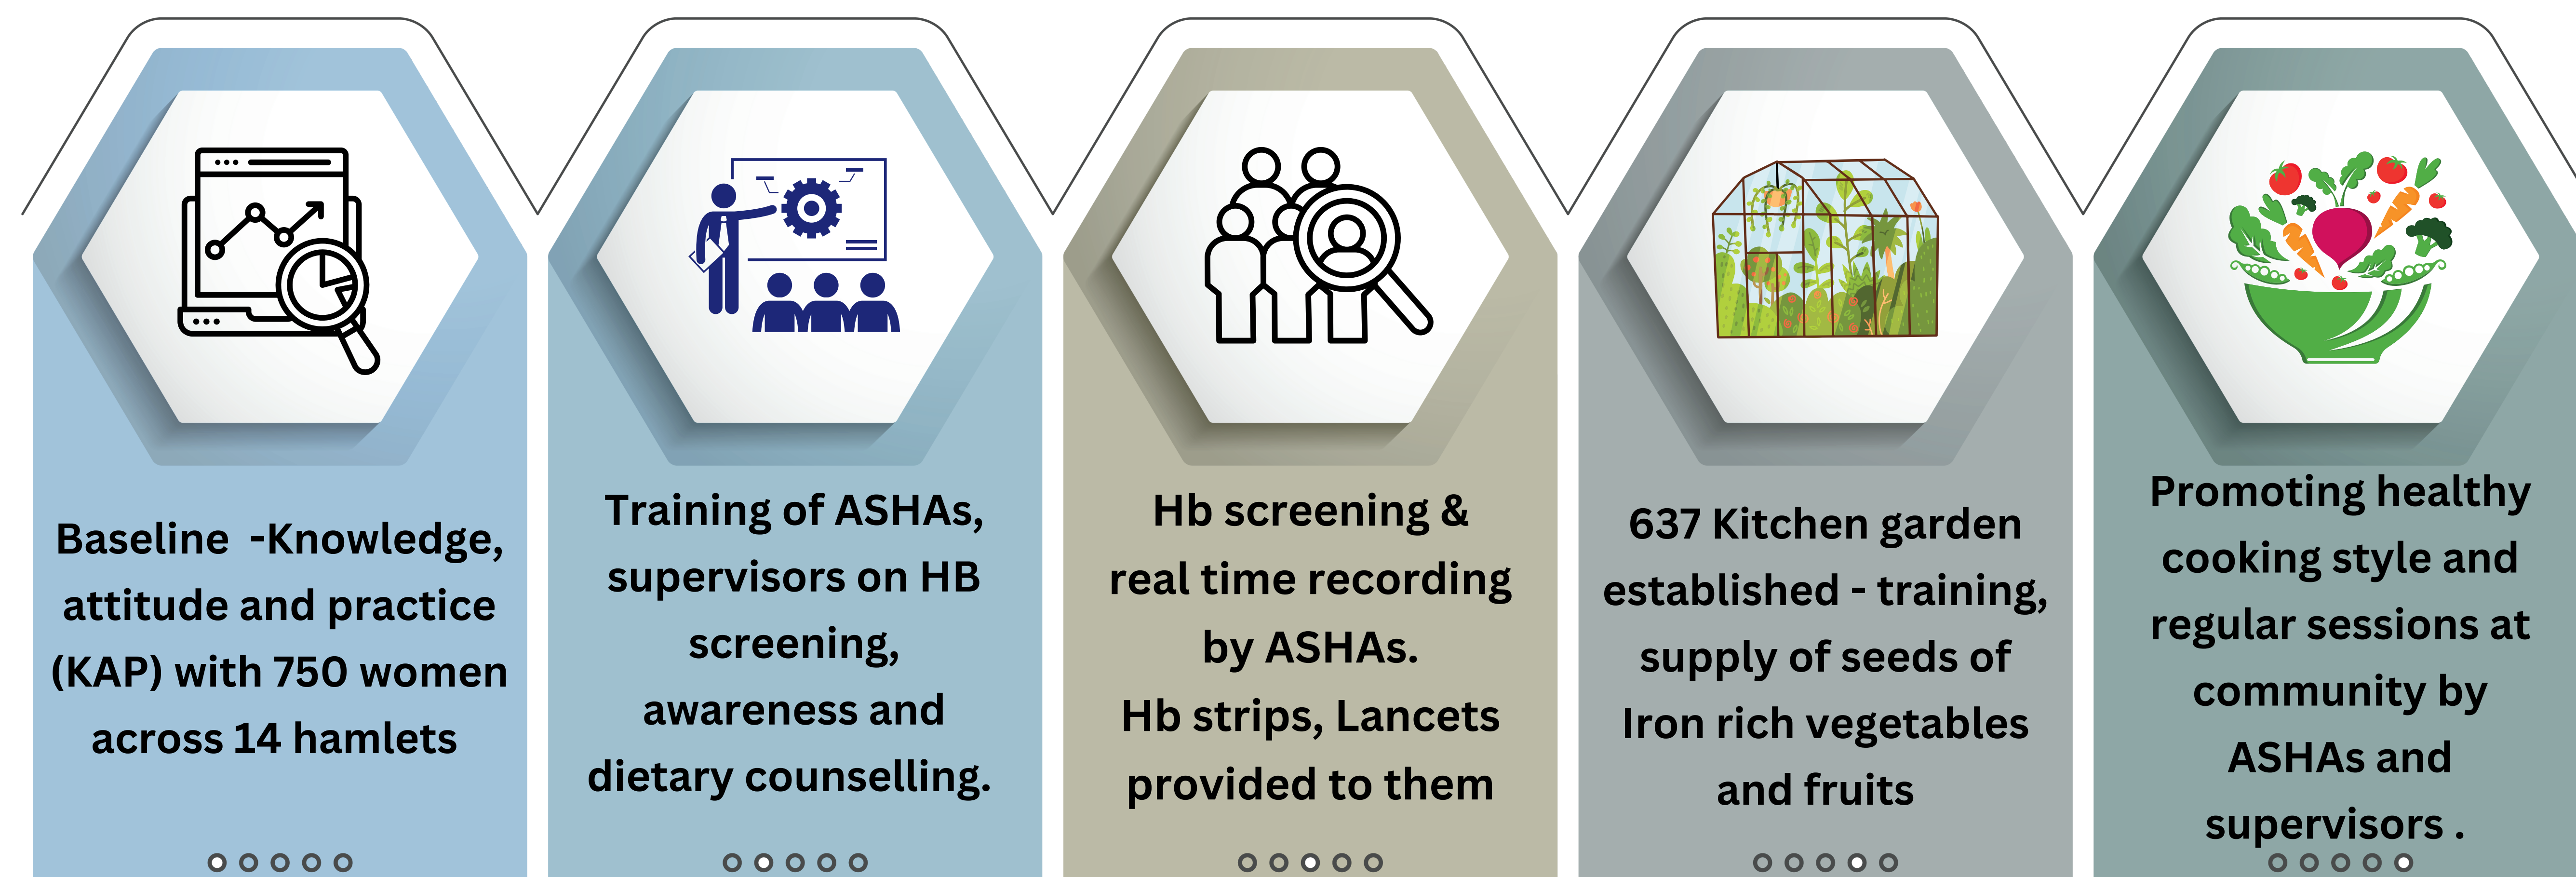 Baseline  -Knowledge,
attitude and practice
(KAP) with 750 women
across 14 hamlets
Training of ASHAs,
supervisors on HB
screening,
awareness and
dietary counselling.
Hb screening &
real time recording
by ASHAs.
Hb strips, Lancets
provided to them
637 Kitchen garden
established - training,
supply of seeds of
Iron rich vegetables
and fruits
Promoting healthy
cooking style and
regular sessions at
community by
ASHAs and
supervisors .